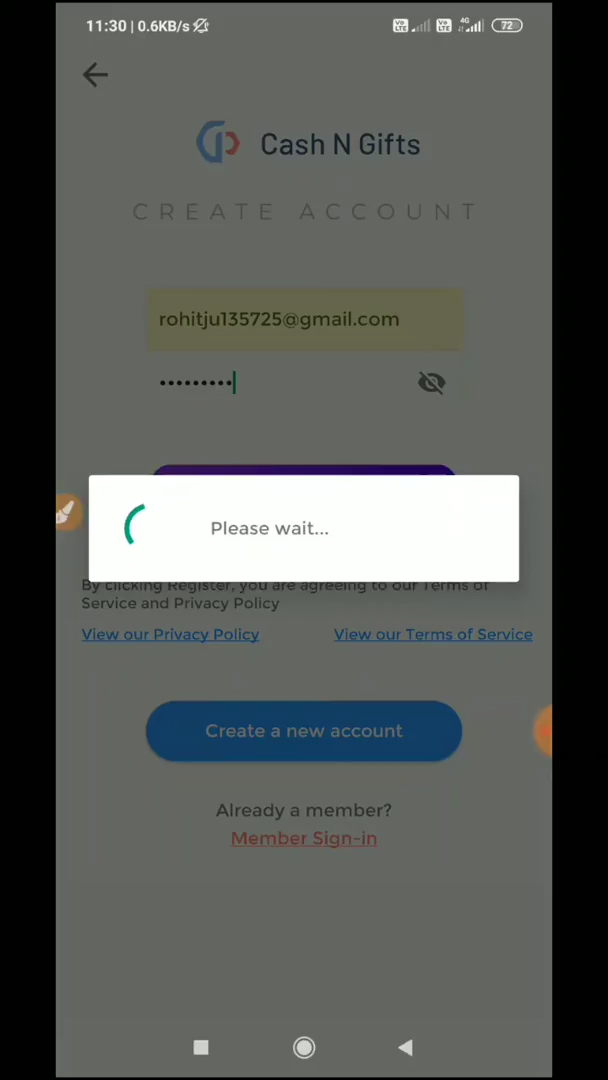 11:30 | 0.6KB/s
4G
72
Cash N Gifts
CREATE ACCOUNT
rohitju135725@gmail.com
•••••••••
Please wait...
By clicking Register, you are agreeing to our Terms of
Service and Privacy Policy
View our Privacy Policy
View our Terms of Service
Create a new account
Already a member?
Member Sign-in